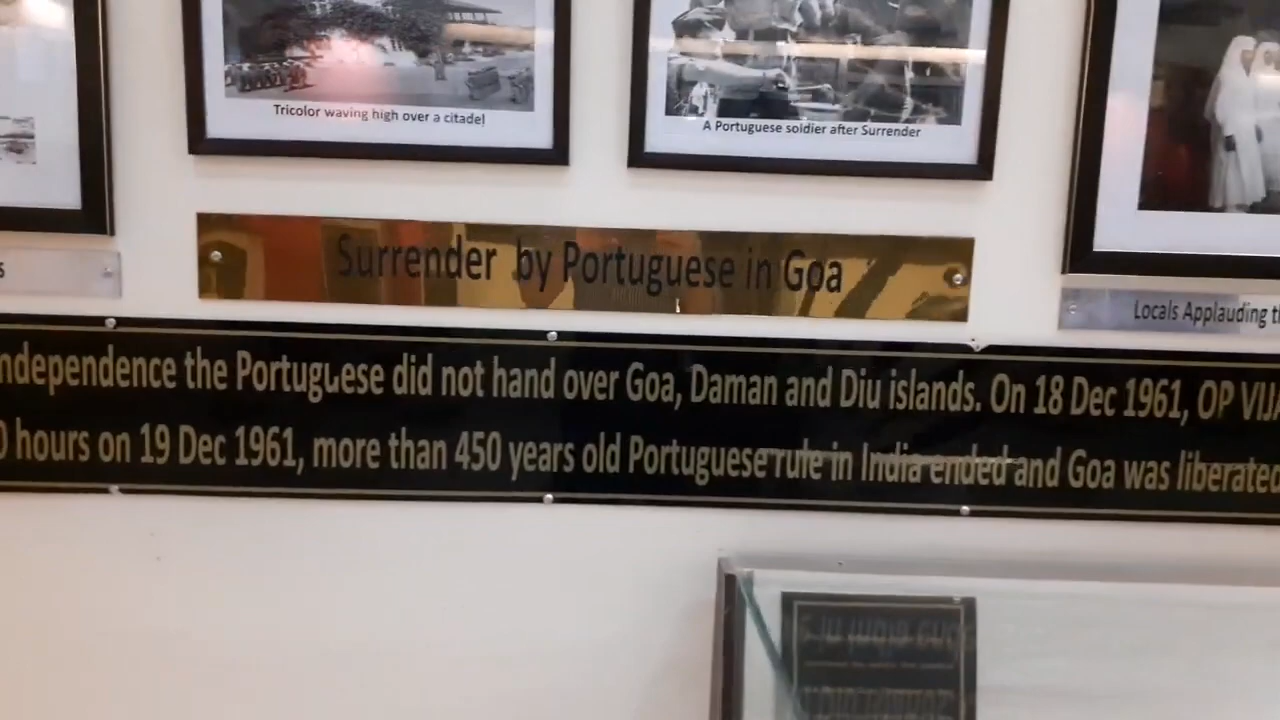 Tricolor waving high over a citadel
A Portuguese soldier after Surrender
Surrender by Portuguese in Goa
s
Locals Applauding t
ndependence the Portuguese did not hand over Goa, Daman and Diu islands. On 18 Dec 1961, OP VIJ
0 hours on 19 Dec 1961, more than 450 years old Portuguese rule in India ended and Goa was liberated